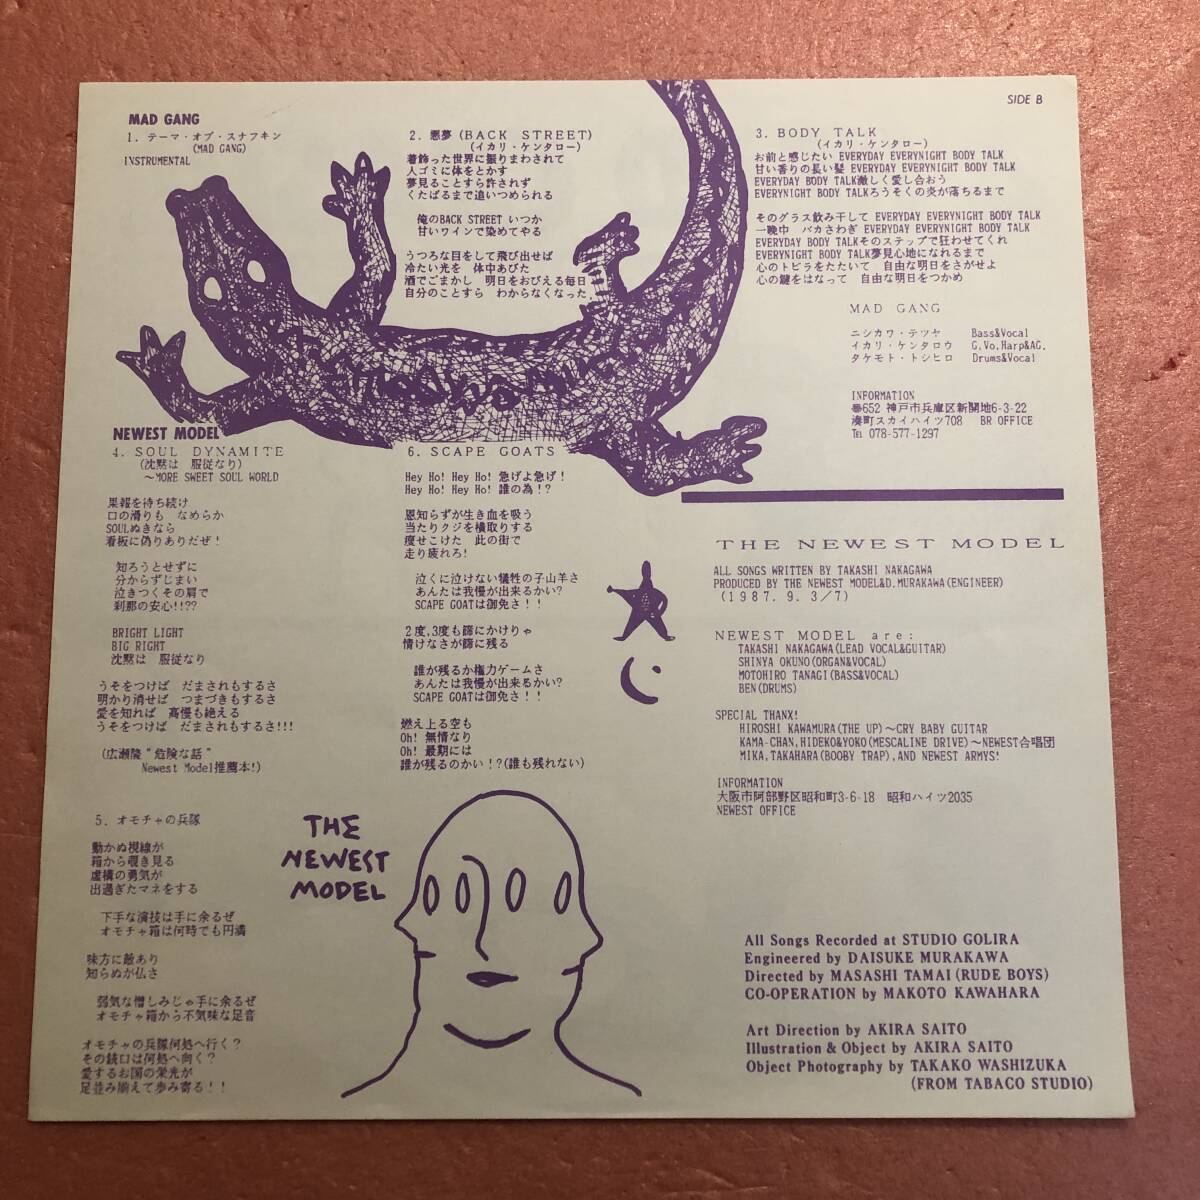 SIDE B
MAD GANG
1. テーマ・オブ・スナフキン
(MAD GANG)
INSTRUMENTAL
2. 悪夢 (BACK STREET)
(イカリ・ケンタロー)
着飾った世界に振りまわされて
人ゴミに体をとかす
夢見ることすら許されず
くたばるまで追いつめられる
俺のBACK STREET いつか
甘いワインで染めてやる
うつろな目をして飛び出せば
冷たい光を 体中あびた
酒でごまかし 明日をおびえる毎日
自分のことすら わからなくなった.
3. BODY TALK
(イカリ・ケンタロー)
お前と感じたい EVERYDAY EVERYNIGHT BODY TALK
甘い香りの長い髪 EVERYDAY EVERYNIGHT BODY TALK
EVERYDAY BODY TALK激しく愛し合おう
EVERYNIGHT BODY TALKろうそくの炎が落ちるまで
そのグラス飲み干して EVERYDAY EVERYNIGHT BODY TALK
一晩中 バカさわぎ EVERYDAY EVERYNIGHT BODY TALK
EVERYDAY BODY TALKそのステップで狂わせてくれ
EVERYNIGHT BODY TALK夢見心地になれるまで
心のトビラをたたいて 自由な明日をさがせよ
心の鍵をはなって 自由な明日をつかめ
MAD GANG
ニシカワ・テツヤ Bass&Vocal
イカリ・ケンタロウ G,Vo,Harp&AG.
タケモト・トシヒロ Drums&Vocal
INFORMATION
〠652 神戸市兵庫区新開地6-3-22
湊町スカイハイツ708 BR OFFICE
℡ 078-577-1297
NEWEST MODEL
4. SOUL DYNAMITE
(沈黙は 服従なり)
～MORE SWEET SOUL WORLD
果報を待ち続け
口の滑りも なめらか
SOULぬきなら
看板に偽りありだぜ！
知ろうとせずに
分からずじまい
泣きつくその肩で
刹那の安心!!??
BRIGHT LIGHT
BIG RIGHT
沈黙は 服従なり
うそをつけば だまされもするさ
明かり消せば つまづきもするさ
愛を知れば 高慢も絶える
うそをつけば だまされもするさ!!!
(広瀬隆“危険な話”
Newest Model推薦本!)
5. オモチャの兵隊
動かぬ視線が
箱から覗き見る
虚構の勇気が
出過ぎたマネをする
下手な演技は手に余るぜ
オモチャ箱は何時でも円満
味方に敵あり
知らぬが仏さ
弱気な憎しみじゃ手に余るぜ
オモチャ箱から不気味な足音
オモチャの兵隊何処へ行く？
その銃口は何処へ向く？
愛するお国の栄光が
足並み揃えて歩み寄る！！
6. SCAPE GOATS
Hey Ho! Hey Ho! 急げよ急げ！
Hey Ho! Hey Ho! 誰の為！？
恩知らずが生き血を吸う
当たりクジを横取りする
痩せこけた 此の街で
走り疲れろ!
泣くに泣けない犠牲の子山羊さ
あんたは我慢が出来るかい?
SCAPE GOATは御免さ！！
2度,3度も篩にかけりゃ
情けなさが篩に残る
誰が残るか権力ゲームさ
あんたは我慢が出来るかい?
SCAPE GOATは御免さ！！
燃え上る空も
Oh! 無情なり
Oh! 最期には
誰が残るのかい！?(誰も残れない)
THE NEWEST MODEL
ALL SONGS WRITTEN BY TAKASHI NAKAGAWA
PRODUCED BY THE NEWEST MODEL&D.MURAKAWA(ENGINEER)
(1987. 9. 3/7)
NEWEST MODEL are:
TAKASHI NAKAGAWA(LEAD VOCAL&GUITAR)
SHINYA OKUNO(ORGAN&VOCAL)
MOTOHIRO TANAGI(BASS&VOCAL)
BEN(DRUMS)
SPECIAL THANX!
HIROSHI KAWAMURA(THE UP)～CRY BABY GUITAR
KAMA-CHAN,HIDEKO&YOKO(MESCALINE DRIVE)～NEWEST合唱団
MIKA,TAKAHARA(BOOBY TRAP),AND NEWEST ARMYS!
INFORMATION
大阪市阿部野区昭和町3-6-18 昭和ハイツ2035
NEWEST OFFICE
THE
NEWEST
MODEL
All Songs Recorded at STUDIO GOLIRA
Engineered by DAISUKE MURAKAWA
Directed by MASASHI TAMAI (RUDE BOYS)
CO-OPERATION by MAKOTO KAWAHARA
Art Direction by AKIRA SAITO
Illustration & Object by AKIRA SAITO
Object Photography by TAKAKO WASHIZUKA
(FROM TABACO STUDIO)